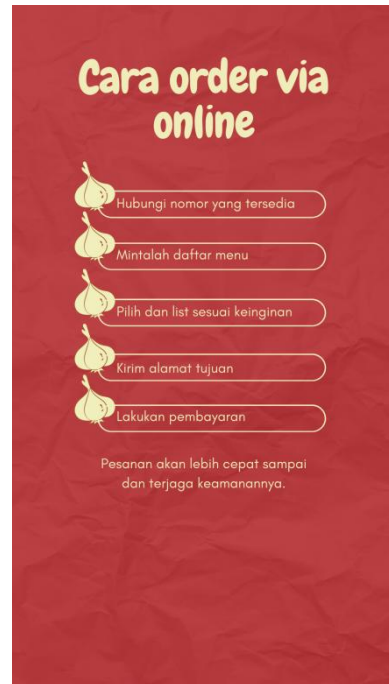 Cara order via
online
Hubungi nomor yang tersedia
Mintalah daftar menu
Pilih dan list sesuai keinginan
Kirim alamat tujuan
Lakukan pembayaran
Pesanan akan lebih cepat sampai
dan terjaga keamanannya.